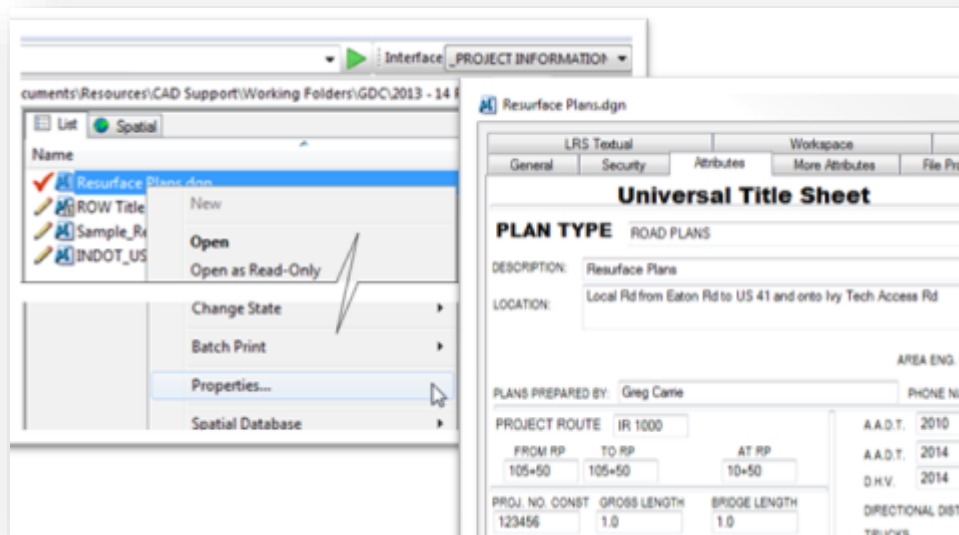 Interface _PROJECT INFORMATION
cuments\Resources\CAD Support\Working Folders\GDC\2013 - 14
List Spatial
Name
Resurface Plans.dgn
ROW Title
Sample_Re
INDOT_US
New
Open
Open as Read-Only
Change State
Batch Print
Properties...
Spatial Database
Resurface Plans.dgn
LRS Textual Workspace
General Security Attributes More Attributes File Pro
Universal Title Sheet
PLAN TYPE ROAD PLANS
DESCRIPTION: Resurface Plans
LOCATION: Local Rd from Eaton Rd to US 41 and onto Ivy Tech Access Rd
AREA ENG.
PLANS PREPARED BY: Greg Carrie PHONE NU
PROJECT ROUTE IR 1000 A.A.D.T. 2010
FROM RP TO RP AT RP A.A.D.T. 2014
105+50 105+50 10+50 D.H.V. 2014
PROJ. NO. CONST GROSS LENGTH BRIDGE LENGTH DIRECTIONAL DIST
123456 1.0 1.0
TRUCKS